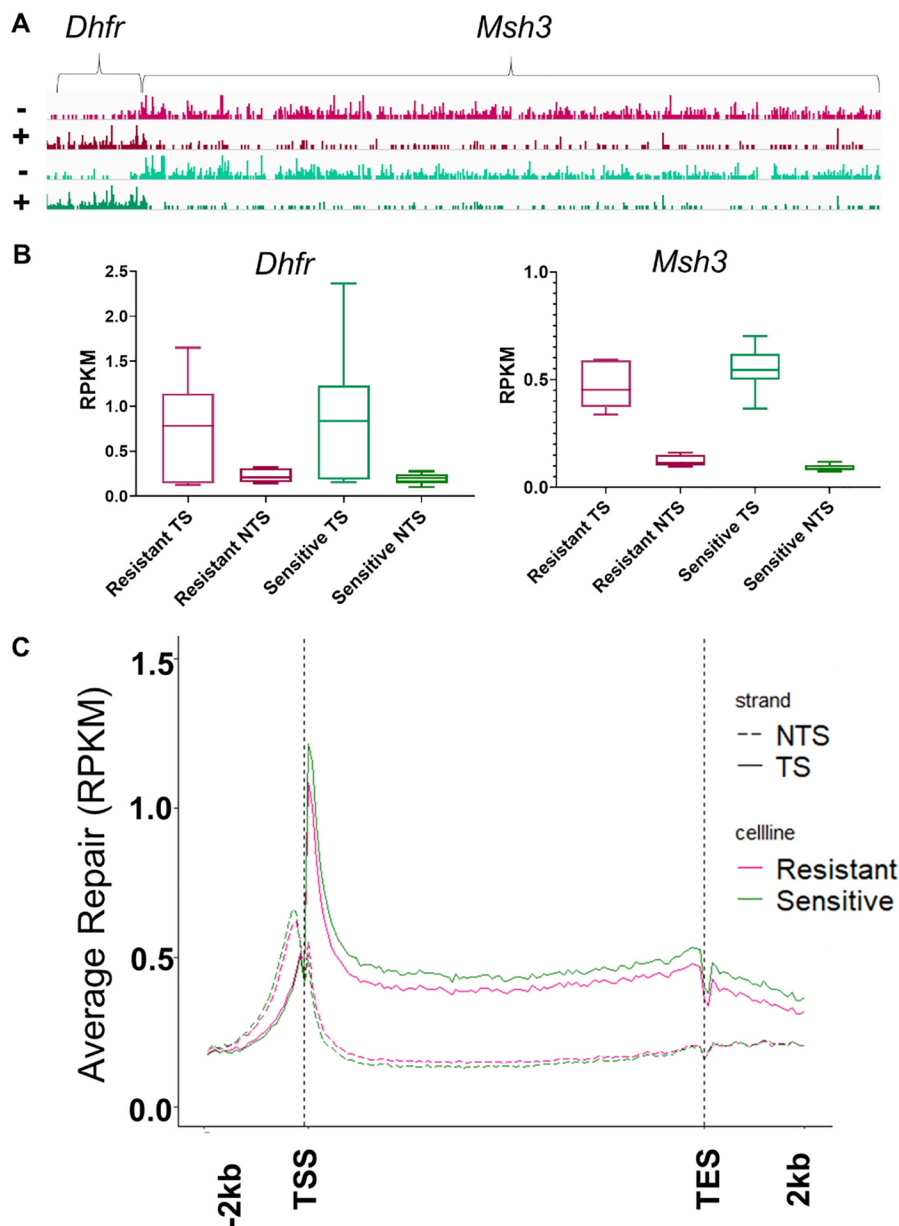 A
Dhfr Msh3
-
+
-
+
B
Dhfr
RPKM
2.5
2.0
1.5
1.0
0.5
0.0
Resistant TS
Resistant NTS
Sensitive TS
Sensitive NTS
Msh3
RPKM
1.0
0.5
0.0
Resistant TS
Resistant NTS
Sensitive TS
Sensitive NTS
C
Average Repair (RPKM)
1.5
1.0
0.5
0.0
-2kb
TSS
TES
2kb
strand
NTS
TS
cellline
Resistant
Sensitive